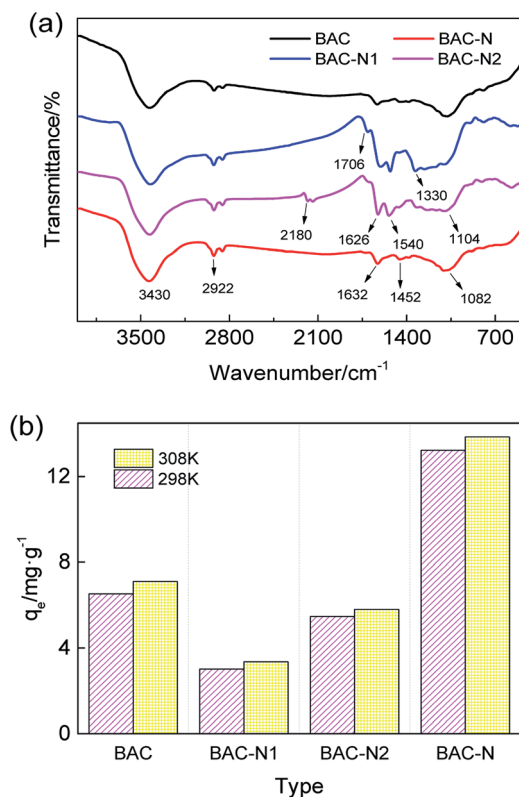 (a)
BAC
BAC-N
BAC-N1
BAC-N2
Transmittance/%
1706
1330
2180
1626
1540
1104
3430
2922
1632
1452
1082
3500
2800
2100
1400
700
Wavenumber/cm⁻¹
(b)
308K
298K
12
8
4
0
qₑ/mg·g⁻¹
BAC
BAC-N1
BAC-N2
BAC-N
Type